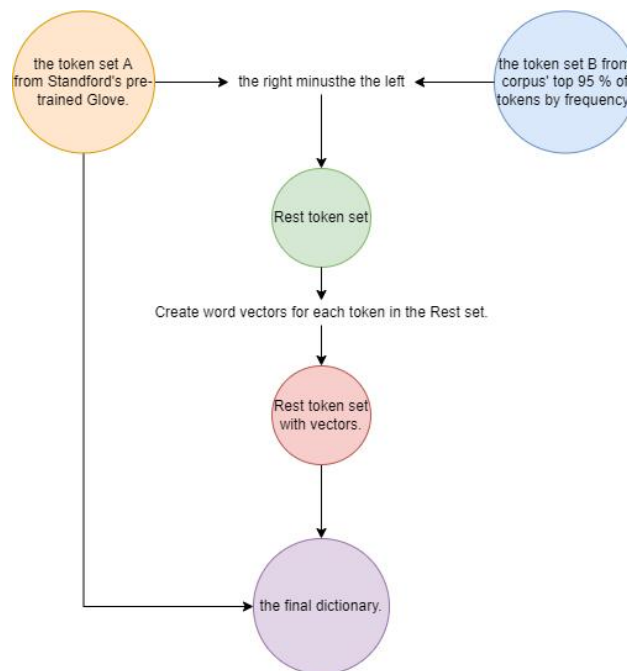 the token set A
from Standford's pre-
trained Glove.
the right minusthe the left
the token set B from
corpus' top 95 % of
tokens by frequency
Rest token set
Create word vectors for each token in the Rest set.
Rest token set
with vectors.
the final dictionary.